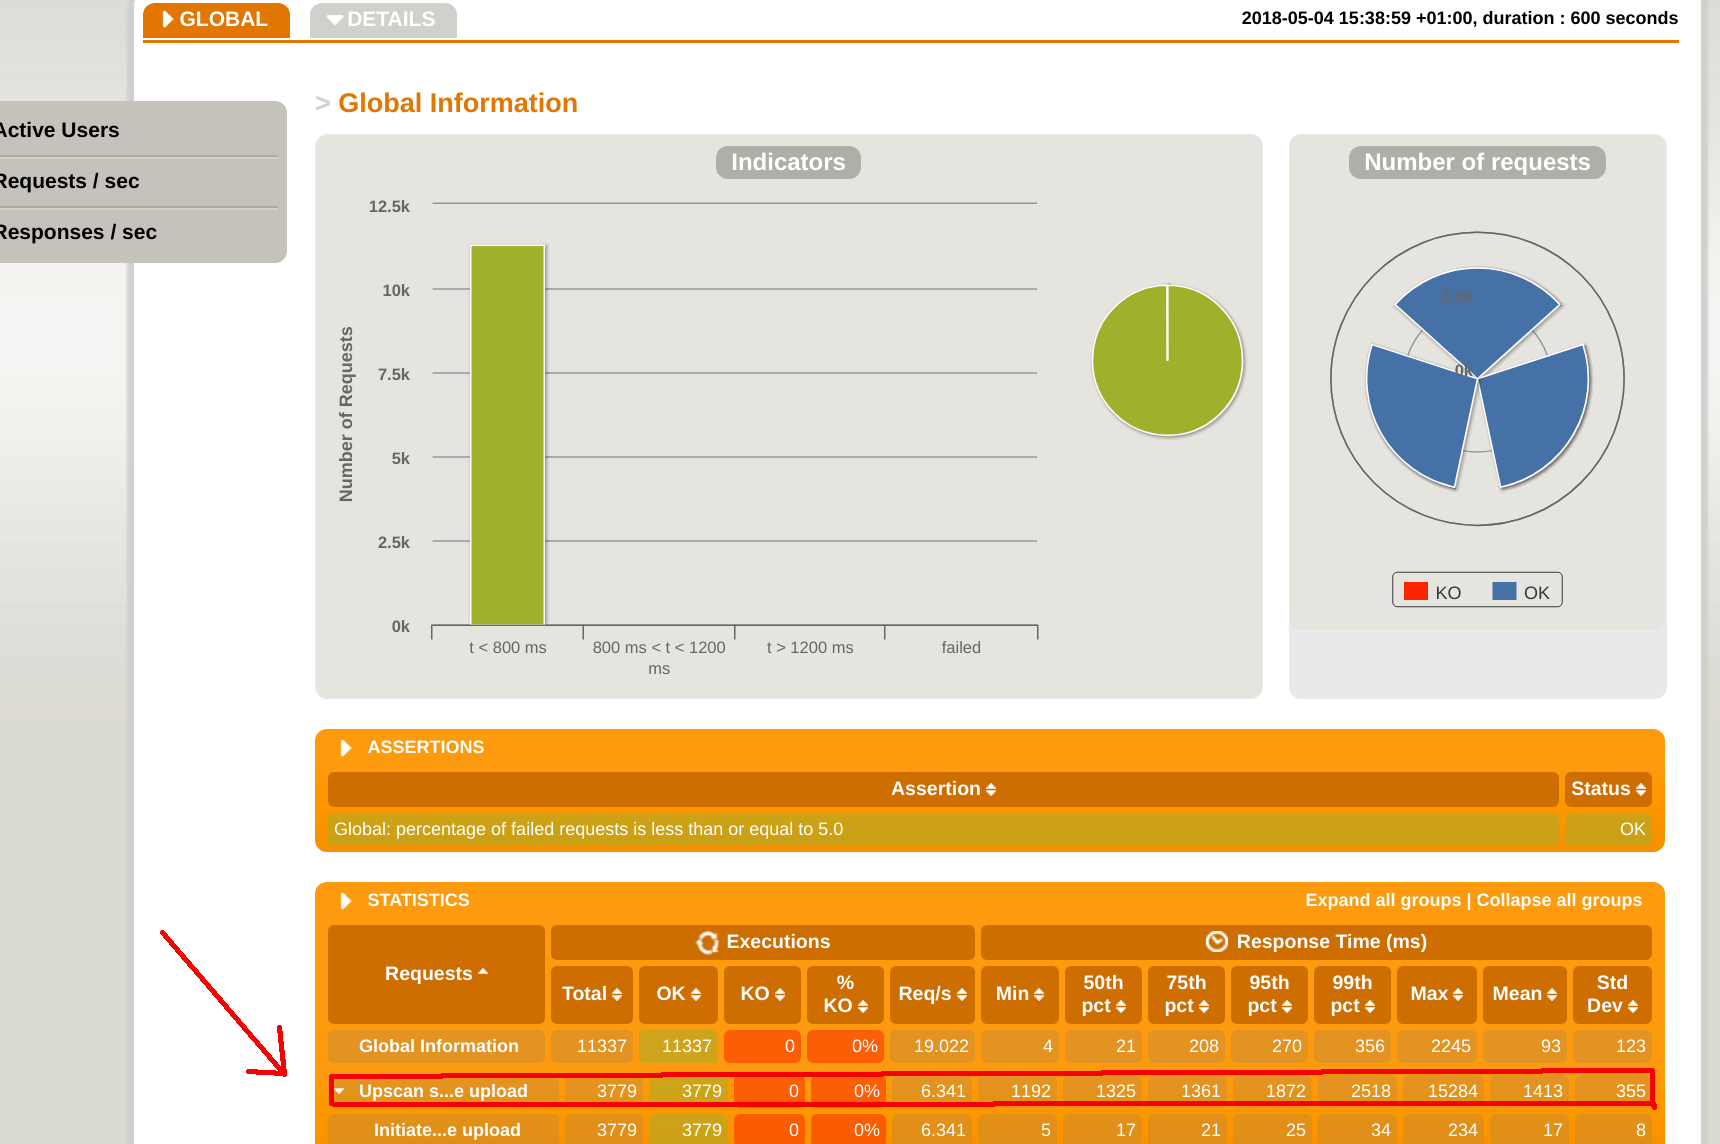 GLOBAL
DETAILS
2018-05-04 15:38:59 +01:00, duration : 600 seconds
Active Users
Requests / sec
Responses / sec
> Global Information
Indicators
Number of Requests
12.5k
10k
7.5k
5k
2.5k
0k
t < 800 ms
800 ms < t < 1200 ms
t > 1200 ms
failed
Number of requests
2.5k
0k
KO
OK
ASSERTIONS
Assertion Status
Global: percentage of failed requests is less than or equal to 5.0 OK
STATISTICS
Expand all groups | Collapse all groups
Requests Executions Response Time (ms)
Total OK KO % KO Req/s Min 50th pct 75th pct 95th pct 99th pct Max Mean Std Dev
Global Information 11337 11337 0 0% 19.022 4 21 208 270 356 2245 93 123
Upscan s...e upload 3779 3779 0 0% 6.341 1192 1325 1361 1872 2518 15284 1413 355
Initiate...e upload 3779 3779 0 0% 6.341 5 17 21 25 34 234 17 8